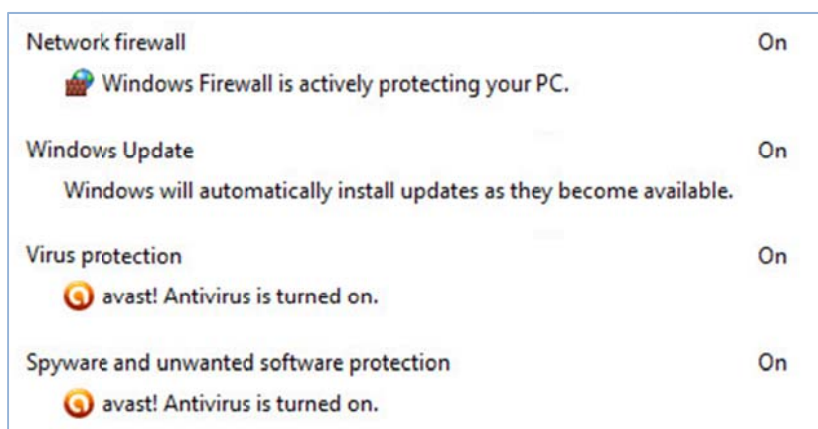 Network firewall On
Windows Firewall is actively protecting your PC.
Windows Update On
Windows will automatically install updates as they become available.
Virus protection On
avast! Antivirus is turned on.
Spyware and unwanted software protection On
avast! Antivirus is turned on.